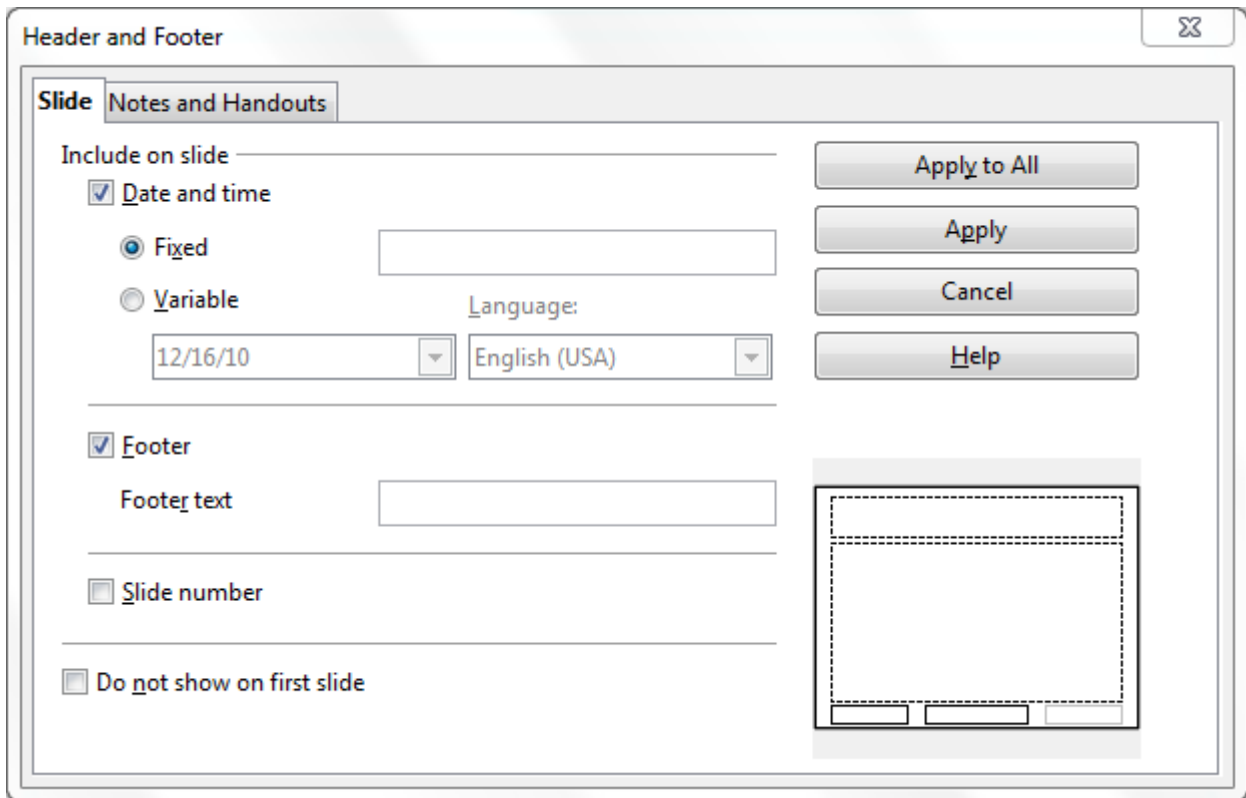 Header and Footer
Slide Notes and Handouts
Include on slide
Date and time
Fixed
Variable Language:
12/16/10 English (USA)
Footer
Footer text
Slide number
Do not show on first slide
Apply to All
Apply
Cancel
Help